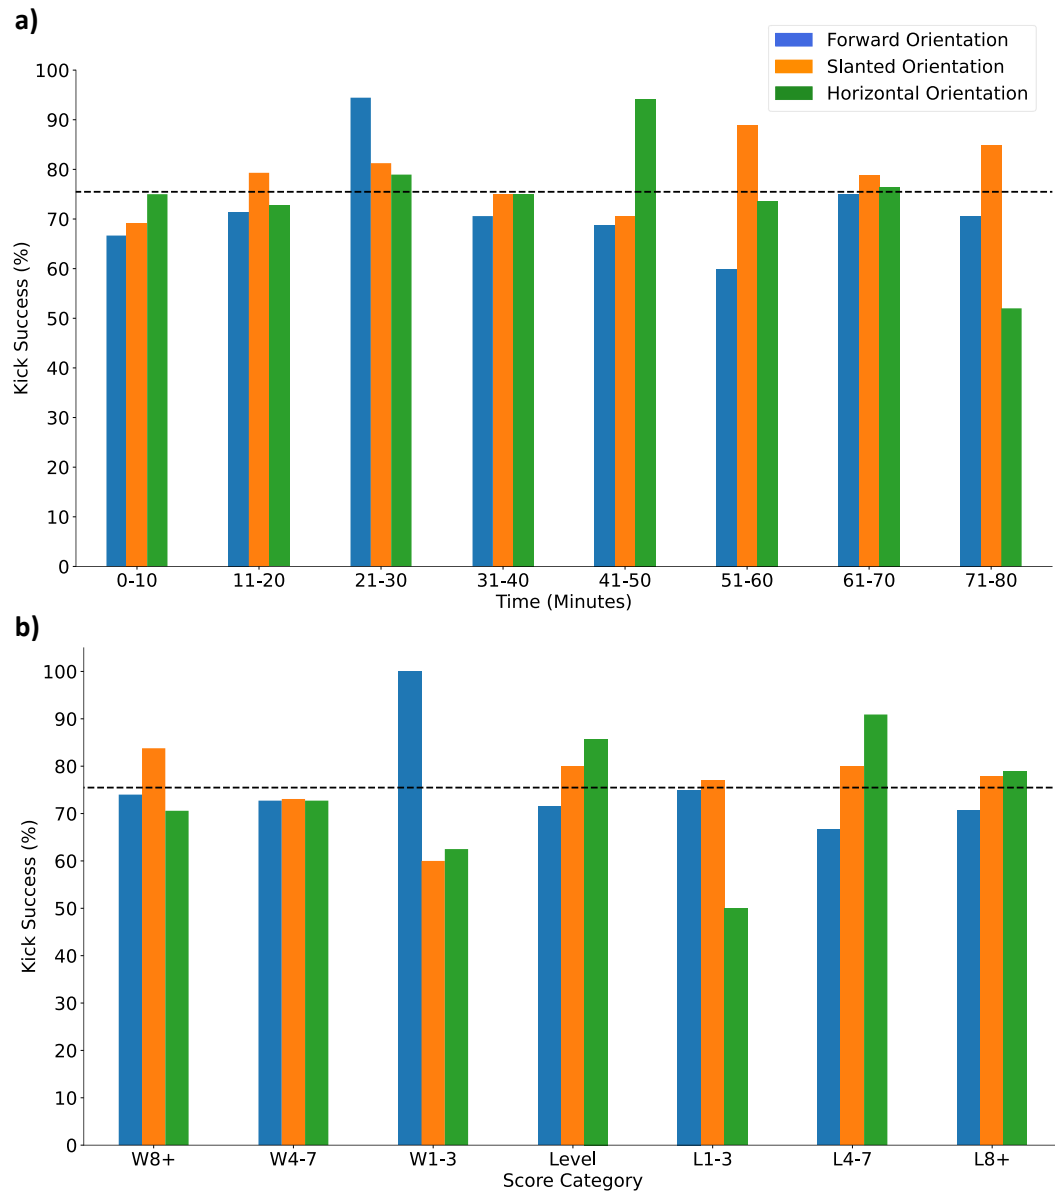 a)
Forward Orientation
Slanted Orientation
Horizontal Orientation
100
90
80
70
60
50
40
30
20
10
0
Kick Success (%)
0-10 11-20 21-30 31-40 41-50 51-60 61-70 71-80
Time (Minutes)
b)
100
90
80
70
60
50
40
30
20
10
0
Kick Success (%)
W8+ W4-7 W1-3 Level L1-3 L4-7 L8+
Score Category